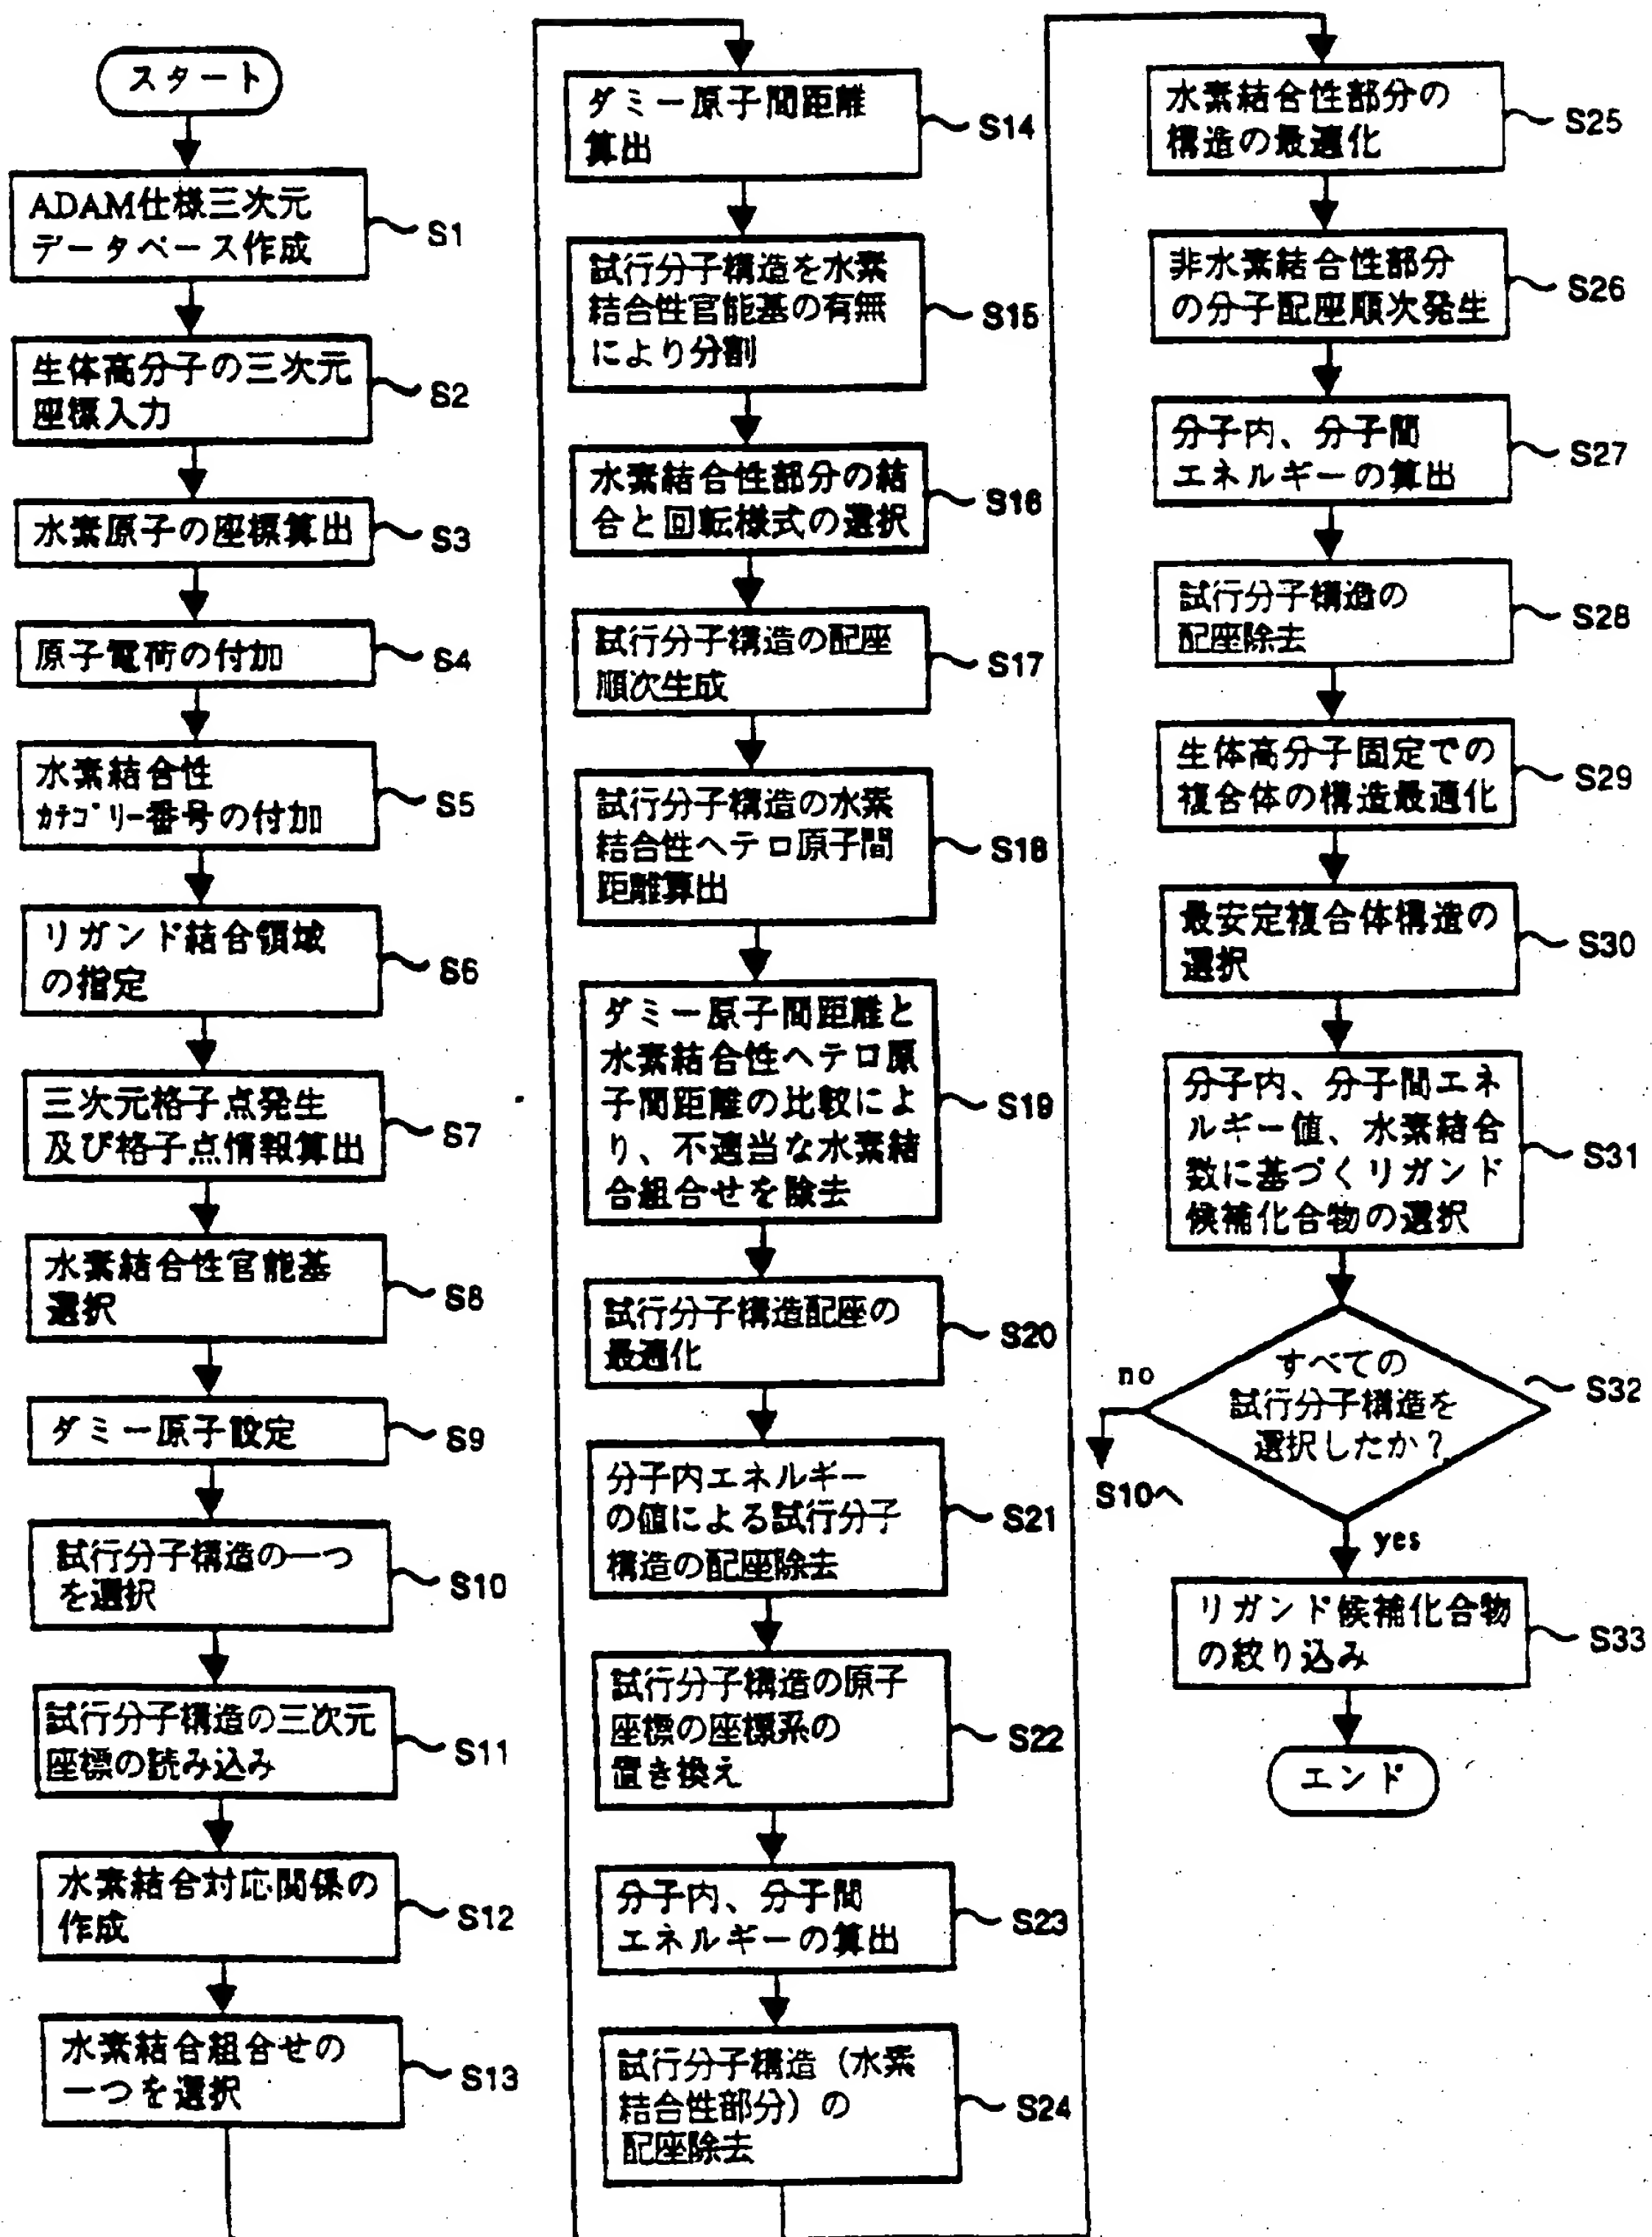 スタート
ADAM仕様三次元
データベース作成
S1
生体高分子の三次元
座標入力
S2
水素原子の座標算出
S3
原子電荷の付加
S4
水素結合性
ｶﾃｺﾞﾘｰ番号の付加
S5
リガンド結合領域
の指定
S6
三次元格子点発生
及び格子点情報算出
S7
水素結合性官能基
選択
S8
ダミー原子設定
S9
試行分子構造の一つ
を選択
S10
試行分子構造の三次元
座標の読み込み
S11
水素結合対応関係の
作成
S12
水素結合組合せの
一つを選択
S13
ダミー原子間距離
算出
S14
試行分子構造を水素
結合性官能基の有無
により分割
S15
水素結合性部分の結
合と回転様式の選択
S16
試行分子構造の配座
順次生成
S17
試行分子構造の水素
結合性ヘテロ原子間
距離算出
S18
ダミー原子間距離と
水素結合性ヘテロ原
子間距離の比較によ
り、不適当な水素結
合組合せを除去
S19
試行分子構造配座の
最適化
S20
分子内エネルギー
の値による試行分子
構造の配座除去
S21
試行分子構造の原子
座標の座標系の
置き換え
S22
分子内、分子間
エネルギーの算出
S23
試行分子構造（水素
結合性部分）の
配座除去
S24
水素結合性部分の
構造の最適化
S25
非水素結合性部分
の分子配座順次発生
S26
分子内、分子間
エネルギーの算出
S27
試行分子構造の
配座除去
S28
生体高分子固定での
複合体の構造最適化
S29
最安定複合体構造の
選択
S30
分子内、分子間エネ
ルギー値、水素結合
数に基づくリガンド
候補化合物の選択
S31
すべての
試行分子構造を
選択したか？
S32
no
S10へ
yes
リガンド候補化合物
の絞り込み
S33
エンド